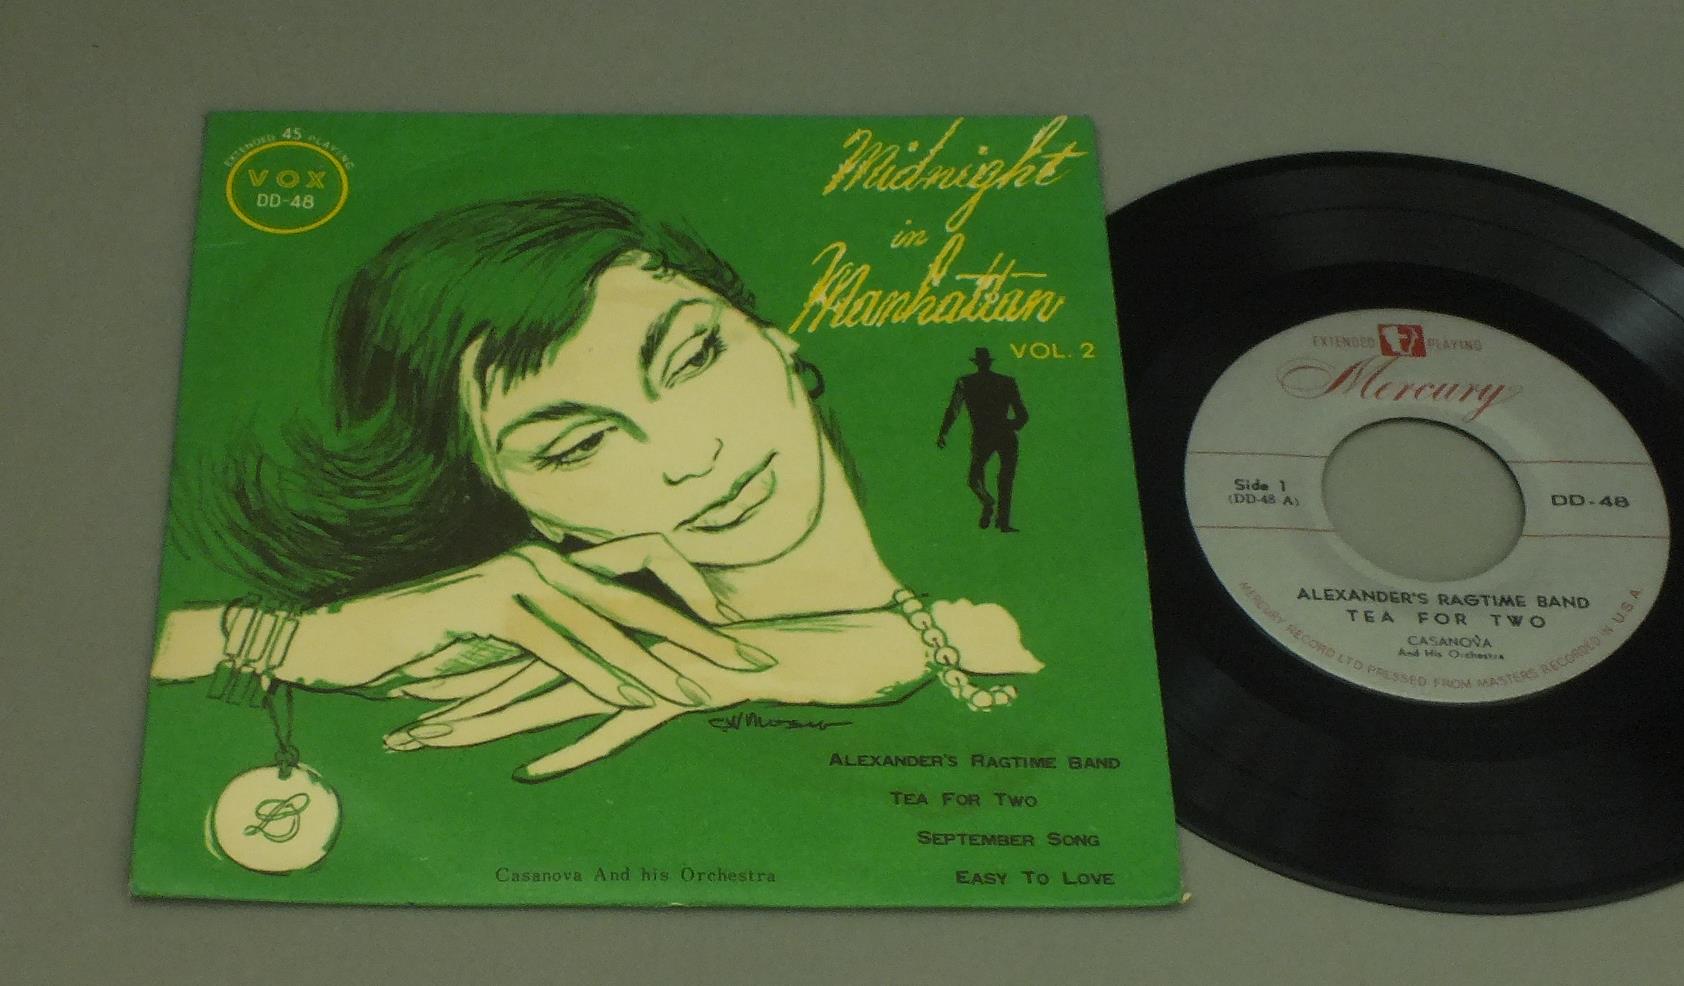 EXTENDED 45 PLAYING
VOX
DD-48
Midnight
in
Manhattan
VOL. 2
B
ALEXANDER'S RAGTIME BAND
TEA FOR TWO
SEPTEMBER SONG
EASY TO LOVE
Casanova And his Orchestra
EXTENDED PLAYING
Mercury
Side 1
(DD-48 A)
DD-48
ALEXANDER'S RAGTIME BAND
TEA FOR TWO
CASANOVA
And His Orchestra
MERCURY RECORD LTD PRESSED FROM MASTERS RECORDED IN U.S.A.